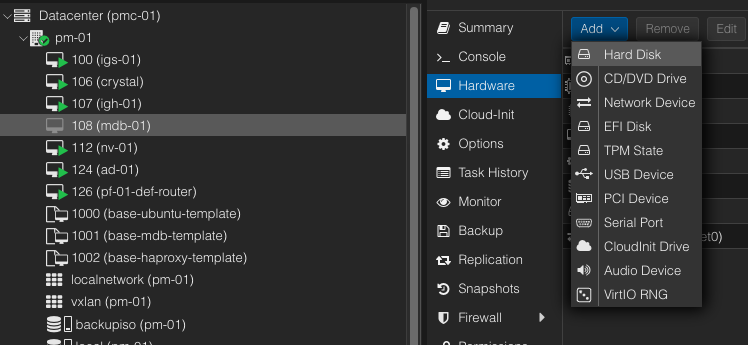 Datacenter (pmc-01)
pm-01
100 (igs-01)
106 (crystal)
107 (igh-01)
108 (mdb-01)
112 (nv-01)
124 (ad-01)
126 (pf-01-def-router)
1000 (base-ubuntu-template)
1001 (base-mdb-template)
1002 (base-haproxy-template)
localnetwork (pm-01)
vxlan (pm-01)
backupiso (pm-01)
Summary
Console
Hardware
Cloud-Init
Options
Task History
Monitor
Backup
Replication
Snapshots
Firewall
Add
Remove
Edit
Hard Disk
CD/DVD Drive
Network Device
EFI Disk
TPM State
USB Device
PCI Device
Serial Port
CloudInit Drive
Audio Device
VirtIO RNG